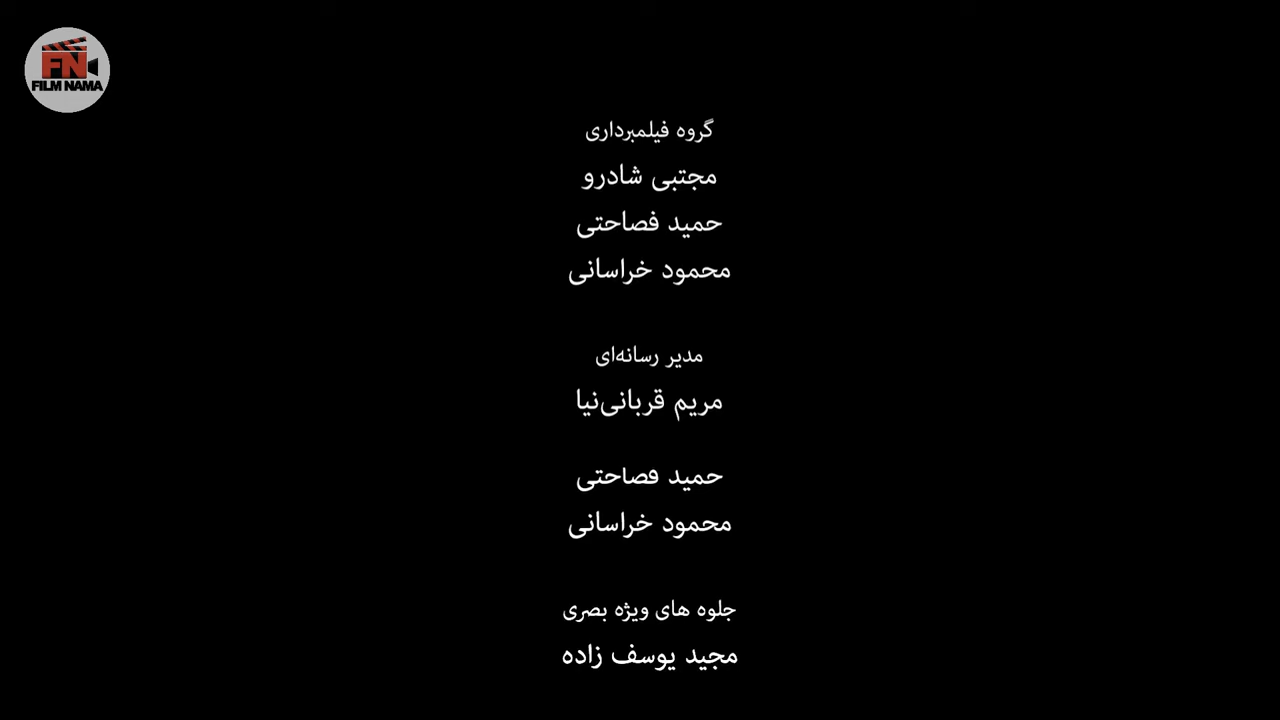 FN
FILM NAMA
گروه فیلمبرداری
مجتبی شادرو
حمید فصاحتی
محمود خراسانی
مدیر رسانه‌ای
مریم قربانی‌نیا
حمید فصاحتی
محمود خراسانی
جلوه های ویژه بصری
مجید یوسف زاده